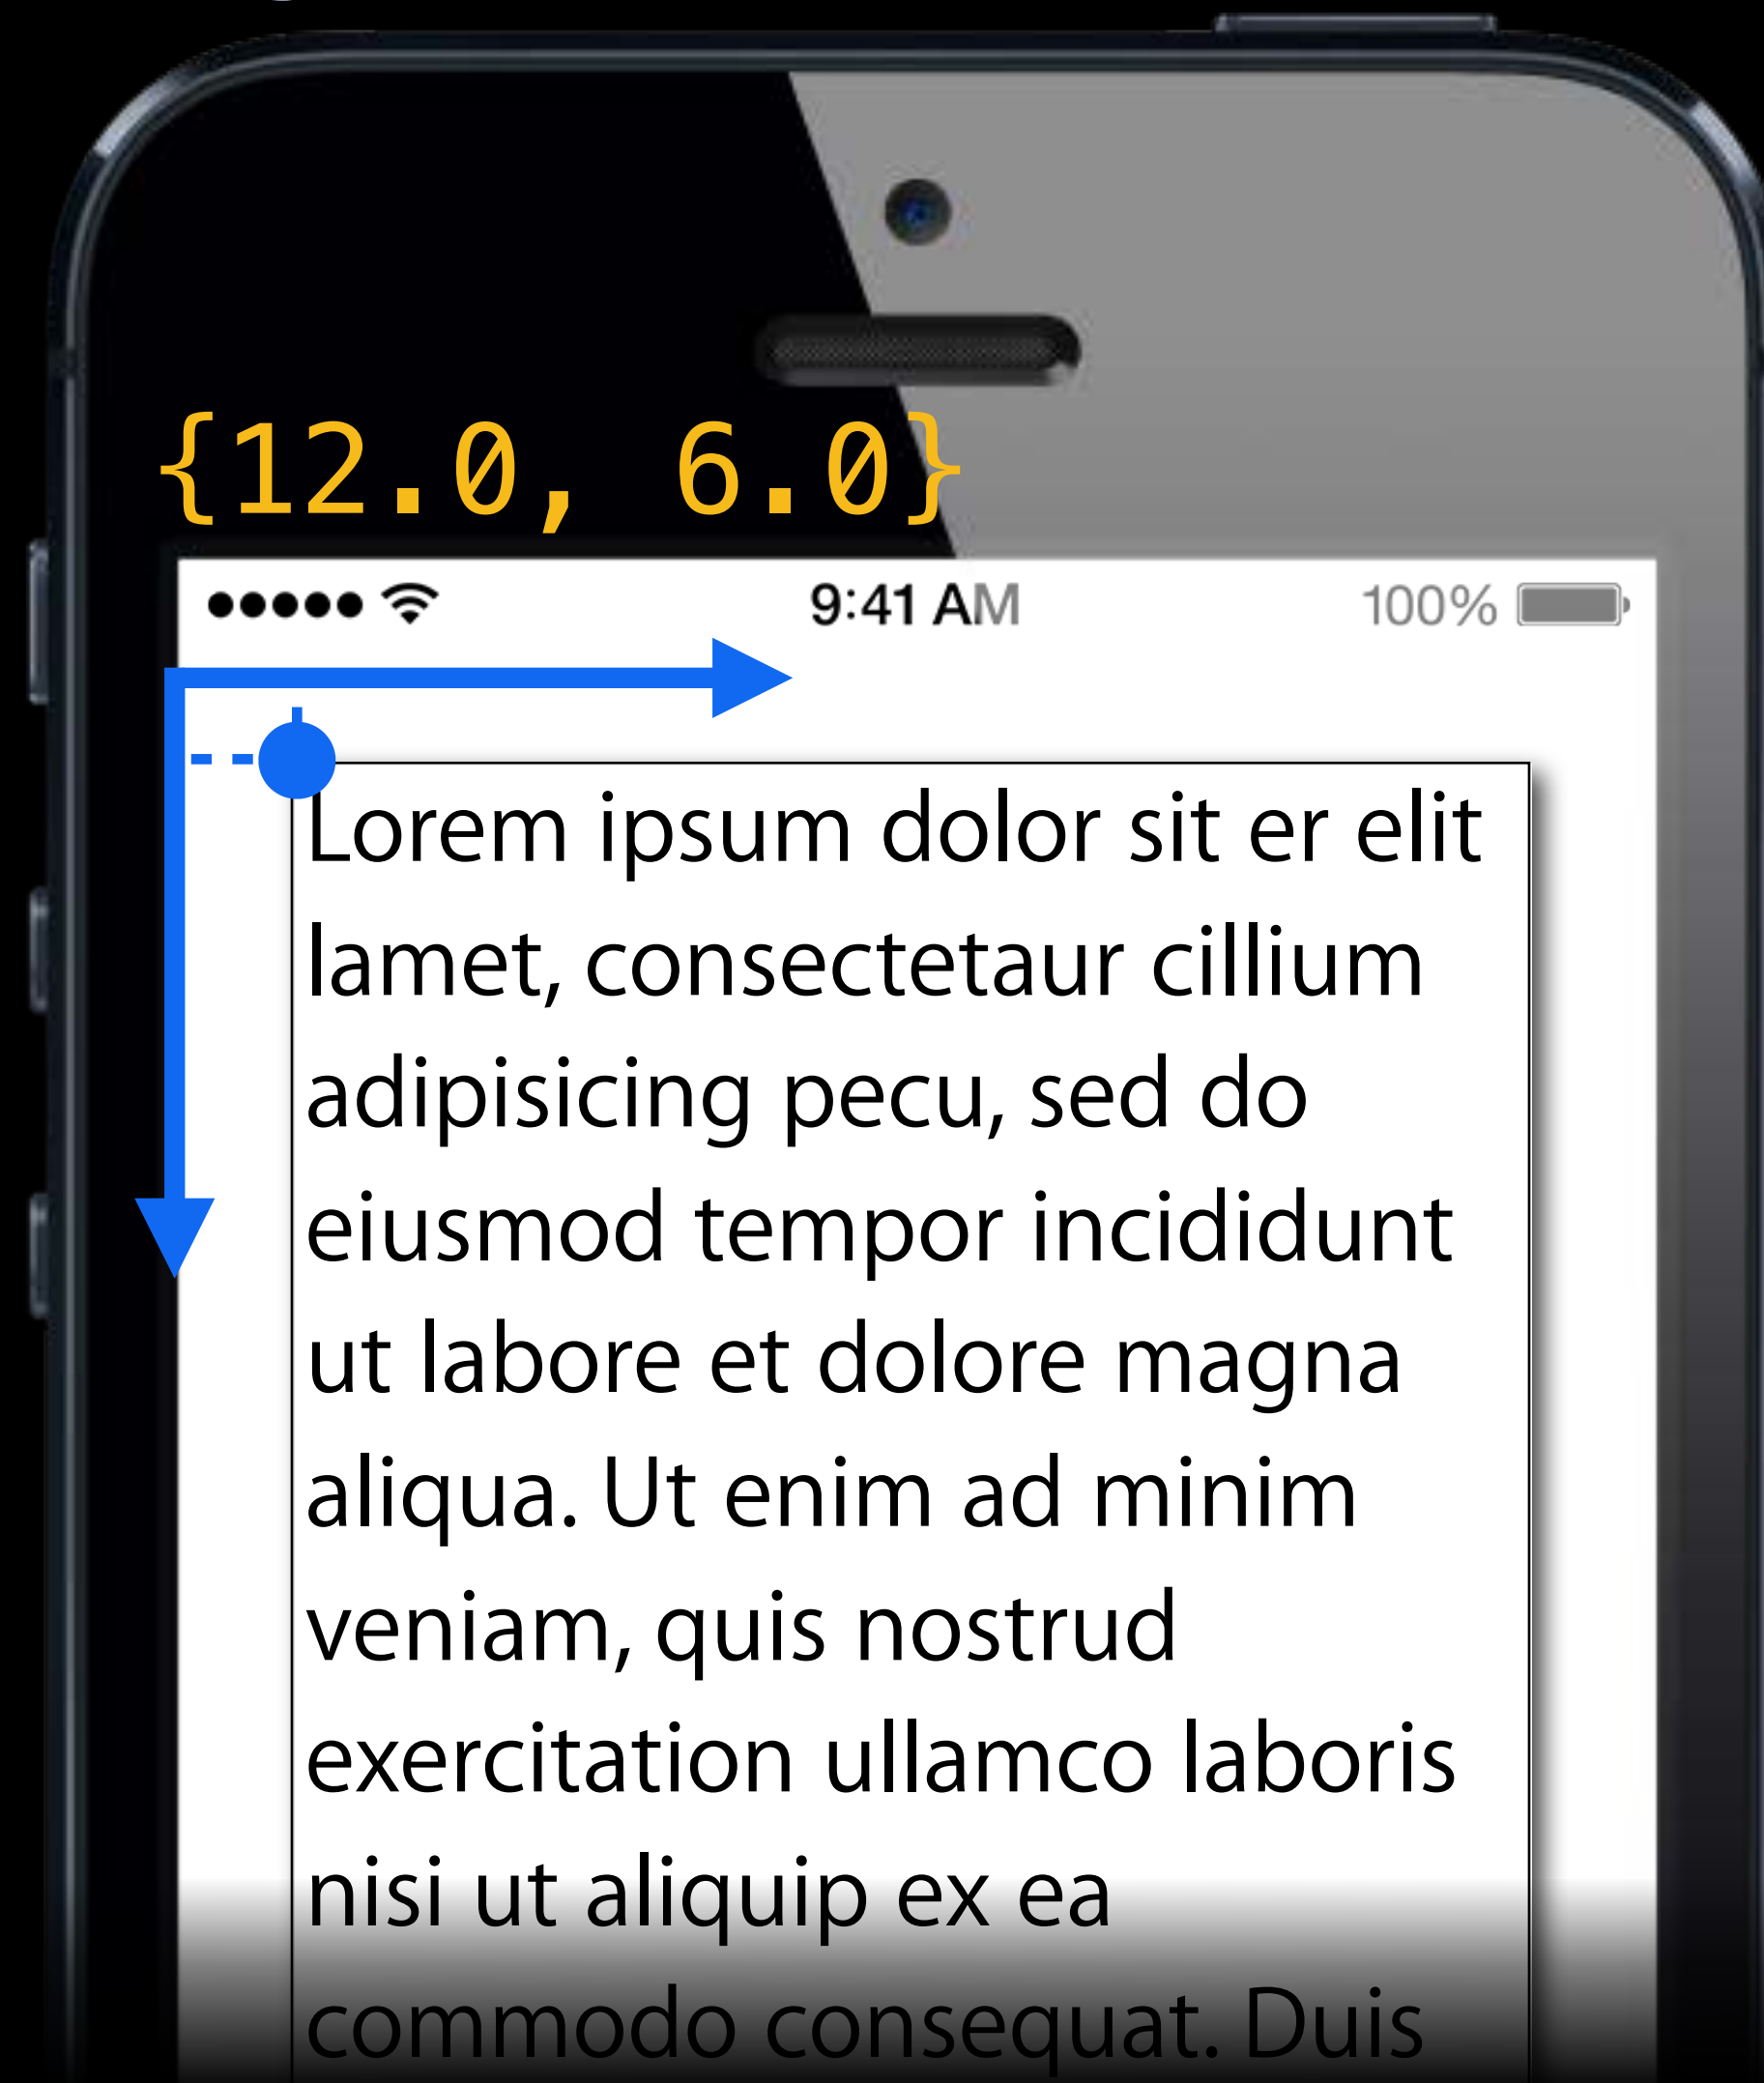 {12.0, 6.0}
9:41 AM
100%
Lorem ipsum dolor sit er elit
lamet, consectetaur cillium
adipisicing pecu, sed do
eiusmod tempor incididunt
ut labore et dolore magna
aliqua. Ut enim ad minim
veniam, quis nostrud
exercitation ullamco laboris
nisi ut aliquip ex ea
commodo consequat. Duis